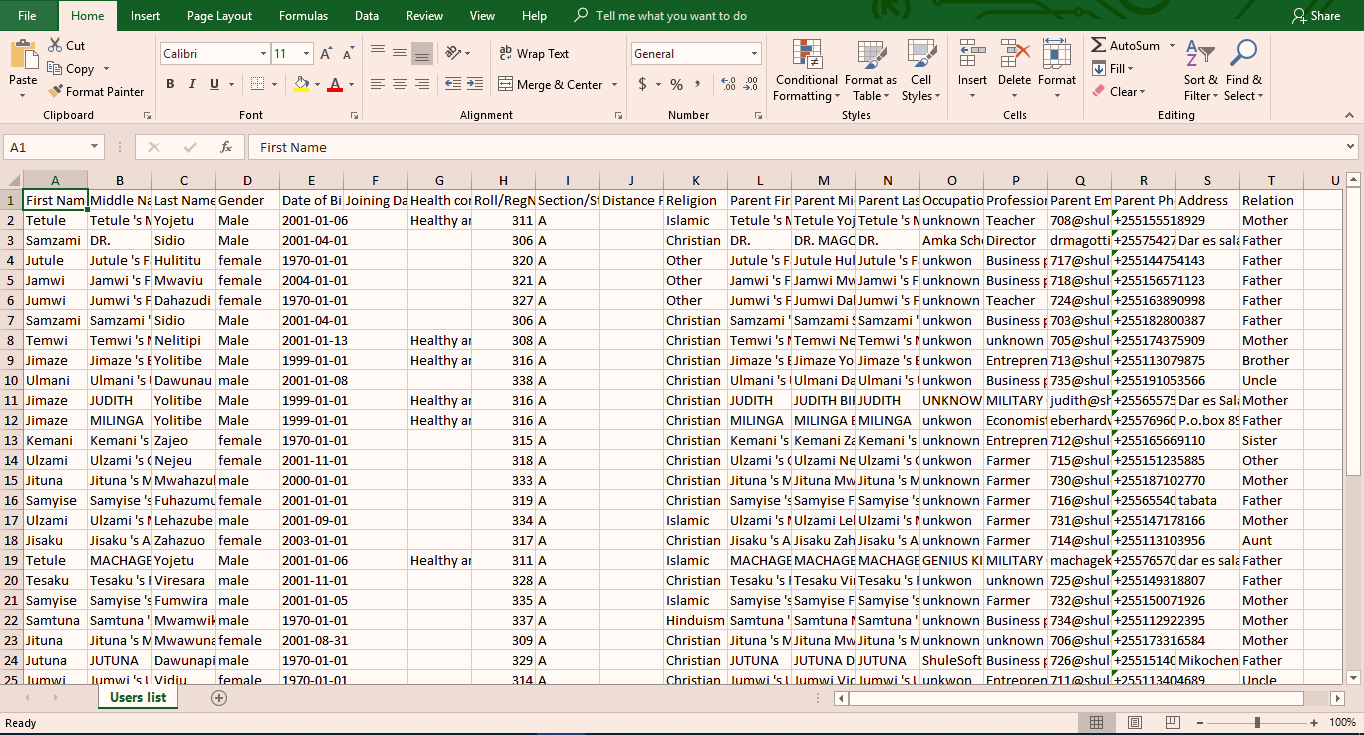 File Home Insert Page Layout Formulas Data Review View Help Tell me what you want to do Share
Paste Cut Copy Format Painter Clipboard
Calibri 11 B I U Font
Wrap Text Merge & Center Alignment
General $ % Number
Conditional Formatting Format as Table Cell Styles Styles
Insert Delete Format Cells
AutoSum Fill Clear Sort & Filter Find & Select Editing
A1 fx First Name
A B C D E F G H I J K L M N O P Q R S T U
1 First Nam Middle Na Last Name Gender Date of Bi Joining Da Health con Roll/RegN Section/St Distance F Religion Parent Fir Parent Mi Parent Las Occupatio Profession Parent Em Parent Pho Address Relation
2 Tetule Tetule 's M Yojetu Male 2001-01-06 Healthy an 311 A Islamic Tetule 's M Tetule Yoj Tetule 's M unkwon Teacher 708@shul +255155518929 Mother
3 Samzami DR. Sidio Male 2001-04-01 306 A Christian DR. DR. MAGO DR. Amka Scho Director drmagotti +25575427 Dar es sala Father
4 Jutule Jutule 's F Hulititu female 1970-01-01 320 A Other Jutule 's F Jutule Hul Jutule 's F unkwon Business p 717@shul +255144754143 Father
5 Jamwi Jamwi 's F Mwaviu female 2004-01-01 321 A Other Jamwi 's F Jamwi Mw Jamwi 's F unknown Business p 718@shul +255156571123 Father
6 Jumwi Jumwi 's F Dahazudi female 1970-01-01 327 A Other Jumwi 's F Jumwi Dal Jumwi 's F unknown Teacher 724@shul +255163890998 Father
7 Samzami Samzami ' Sidio Male 2001-04-01 306 A Christian Samzami ' Samzami S Samzami ' unkwon Business p 703@shul +255182800387 Father
8 Temwi Temwi 's M Nelitipi Male 2001-01-13 Healthy an 308 A Christian Temwi 's M Temwi Ne Temwi 's M unkwon unknown 705@shul +255174375909 Mother
9 Jimaze Jimaze 's B Yolitibe Male 1999-01-01 Healthy an 316 A Christian Jimaze 's B Jimaze Yo Jimaze 's B unkwon Entrepren 713@shul +255113079875 Brother
10 Ulmani Ulmani 's U Dawunau male 2001-01-08 338 A Christian Ulmani 's U Ulmani Da Ulmani 's U unkwon Business p 735@shul +255191053566 Uncle
11 Jimaze JUDITH Yolitibe Male 1999-01-01 Healthy an 316 A Christian JUDITH JUDITH BII JUDITH UNKNOW MILITARY judith@sh +25565575 Dar es Sala Mother
12 Jimaze MILINGA Yolitibe Male 1999-01-01 Healthy an 316 A Christian MILINGA MILINGA E MILINGA unkwon Economist eberhardv +25576960 P.o.box 89 Father
13 Kemani Kemani 's Zajeo female 1970-01-01 315 A Christian Kemani 's Kemani Za Kemani 's unknown Entrepren 712@shul +255165669110 Sister
14 Ulzami Ulzami 's O Nejeu female 2001-11-01 318 A Christian Ulzami 's O Ulzami Ne Ulzami 's O unknown Farmer 715@shul +255151235885 Other
15 Jituna Jituna 's M Mwahazul male 2000-01-01 333 A Christian Jituna 's M Jituna Mw Jituna 's M unknown Farmer 730@shul +255187102770 Mother
16 Samyise Samyise 's Fuhazumu female 2001-01-01 319 A Christian Samyise 's Samyise F Samyise 's unknown Farmer 716@shul +25565540 tabata Father
17 Ulzami Ulzami 's M Lehazube male 2001-09-01 334 A Islamic Ulzami 's M Ulzami Lel Ulzami 's M unkwon Farmer 731@shul +255147178166 Mother
18 Jisaku Jisaku 's A Zahazuo female 2003-01-01 317 A Christian Jisaku 's A Jisaku Zah Jisaku 's A unknown Farmer 714@shul +255113103956 Aunt
19 Tetule MACHAGE Yojetu Male 2001-01-06 Healthy an 311 A Islamic MACHAGE MACHAGE MACHAGE GENIUS KI MILITARY machagek +25576570 dar es sala Father
20 Tesaku Tesaku 's F Viresara male 2001-11-01 328 A Christian Tesaku 's F Tesaku Vir Tesaku 's F unkwon unknown 725@shul +255149318807 Father
21 Samyise Samyise 's Fumwira male 2001-01-05 335 A Islamic Samyise 's Samyise F Samyise 's unknown Farmer 732@shul +255150071926 Mother
22 Samtuna Samtuna ' Mwamwik male 1970-01-01 337 A Hinduism Samtuna ' Samtuna M Samtuna ' unknown Business p 734@shul +255112922395 Mother
23 Jituna Jituna 's M Mwawuna female 2001-08-31 309 A Christian Jituna 's M Jituna Mw Jituna 's M unknown unknown 706@shul +255173316584 Mother
24 Jutuna JUTUNA Dawunapi male 1970-01-01 329 A Christian JUTUNA JUTUNA D JUTUNA ShuleSoft Business p 726@shul +25515140 Mikochen Father
25 Jumwi Jumwi 's U Vidiu female 1970-01-01 314 A Christian Jumwi 's U Jumwi Vid Jumwi 's U unkwon Entrepren 711@shul +255113404689 Uncle
Users list
Ready 100%